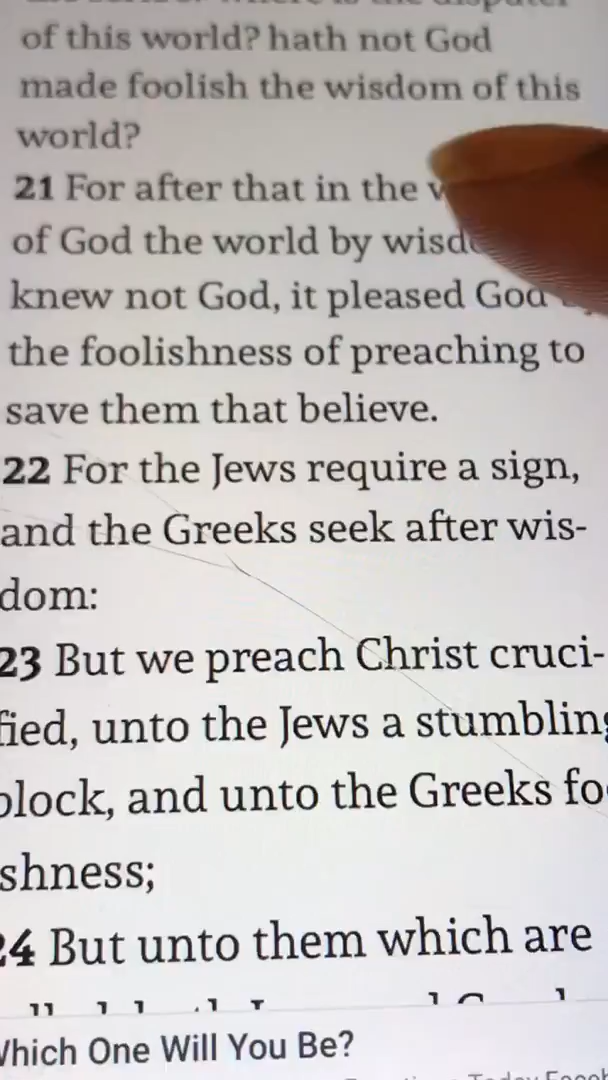 of this world? hath not God
made foolish the wisdom of this
world?
21 For after that in the
of God the world by
knew not God, it pleased God
the foolishness of preaching to
save them that believe.
22 For the Jews require a sign,
and the Greeks seek after wis-
dom:
23 But we preach Christ cruci-
fied, unto the Jews a stumbling
block, and unto the Greeks
shness;
24 But unto them which are
Which One Will You Be?